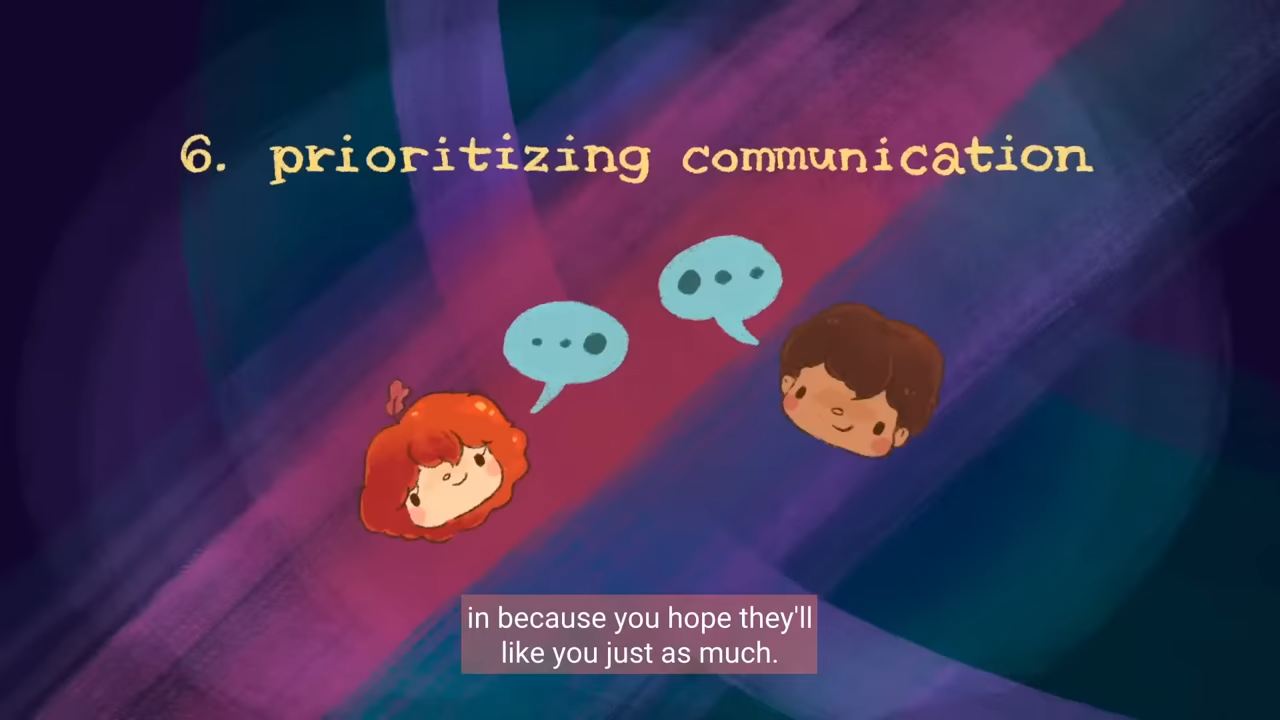 6. prioritizing communication
in because you hope they'll
like you just as much.